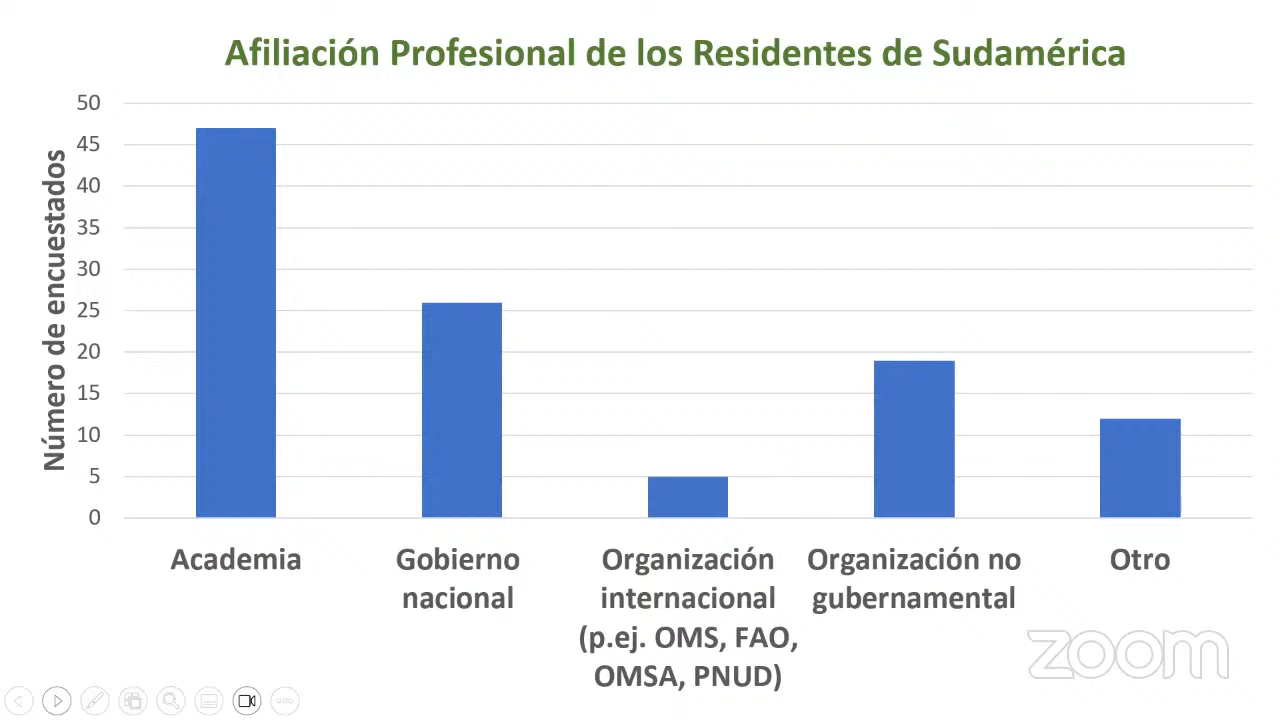 Afiliación Profesional de los Residentes de Sudamérica
Número de encuestados
50
45
40
35
30
25
20
15
10
5
0
Academia
Gobierno
nacional
Organización
internacional
(p.ej. OMS, FAO,
OMSA, PNUD)
Organización no
gubernamental
Otro
zoom